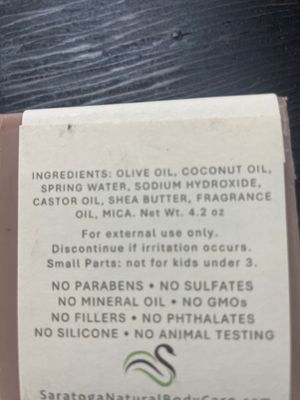 INGREDIENTS: OLIVE OIL, COCONUT OIL,
SPRING WATER, SODIUM HYDROXIDE,
CASTOR OIL, SHEA BUTTER, FRAGRANCE
OIL, MICA. Net Wt. 4.2 oz
For external use only.
Discontinue if irritation occurs.
Small Parts: not for kids under 3.
NO PARABENS • NO SULFATES
NO MINERAL OIL • NO GMOs
NO FILLERS • NO PHTHALATES
NO SILICONE • NO ANIMAL TESTING
SaratogaNaturalBodyCare.com